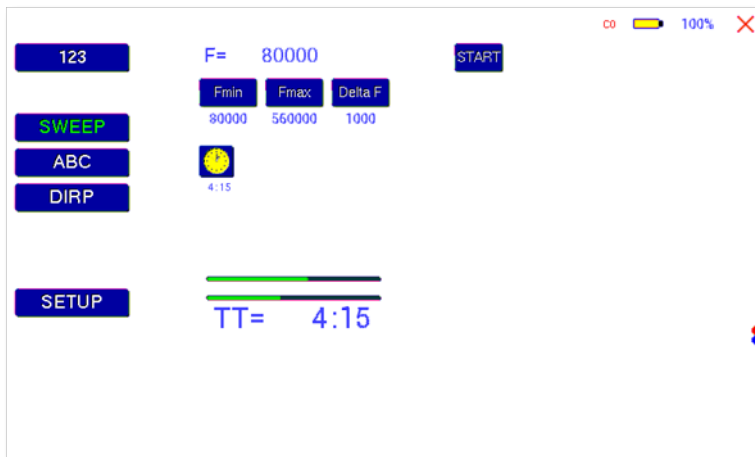 C0 100%
123 F= 80000 START
Fmin Fmax Delta F
80000 560000 1000
SWEEP
ABC
4:15
DIRP
SETUP
TT= 4:15